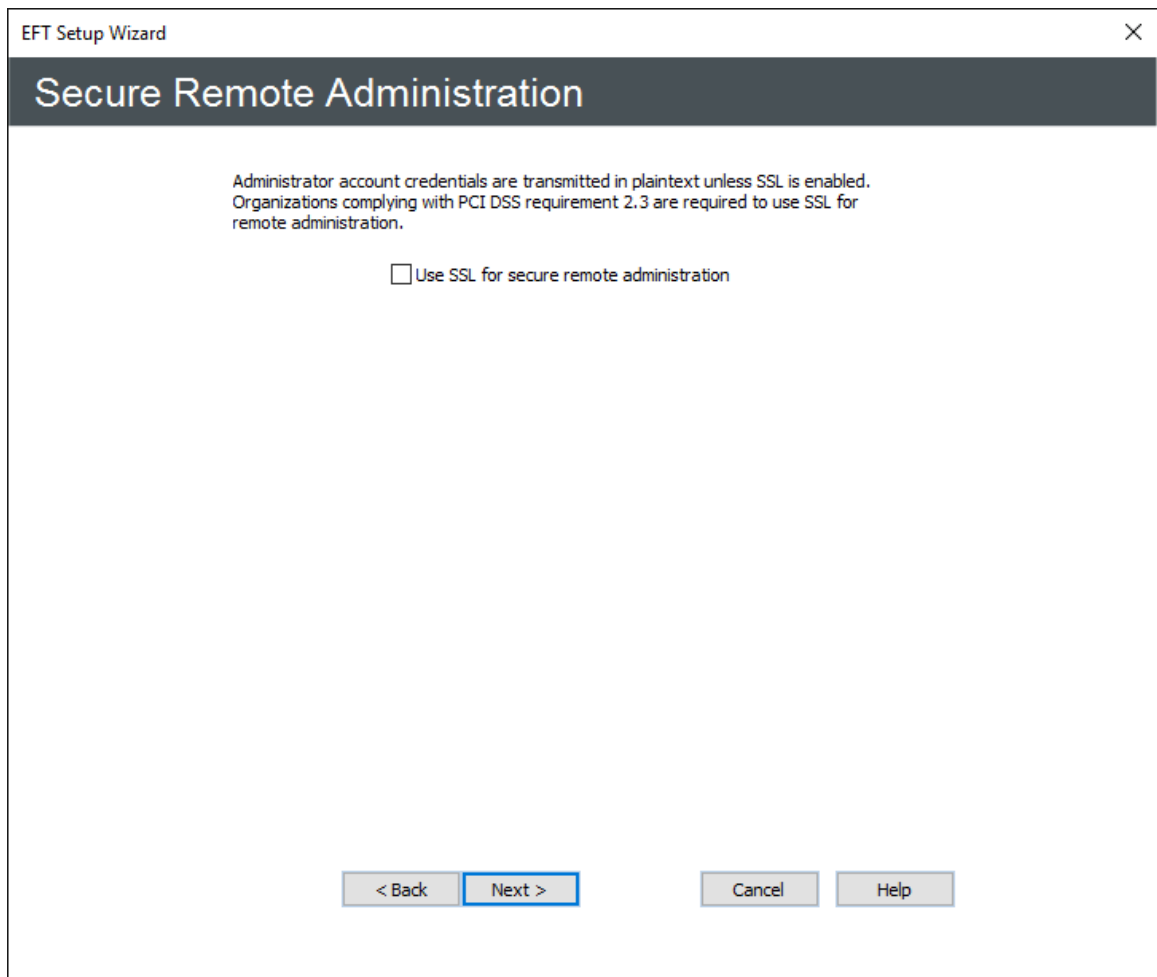 EFT Setup Wizard
Secure Remote Administration
Administrator account credentials are transmitted in plaintext unless SSL is enabled.
Organizations complying with PCI DSS requirement 2.3 are required to use SSL for
remote administration.
Use SSL for secure remote administration
< Back Next > Cancel Help